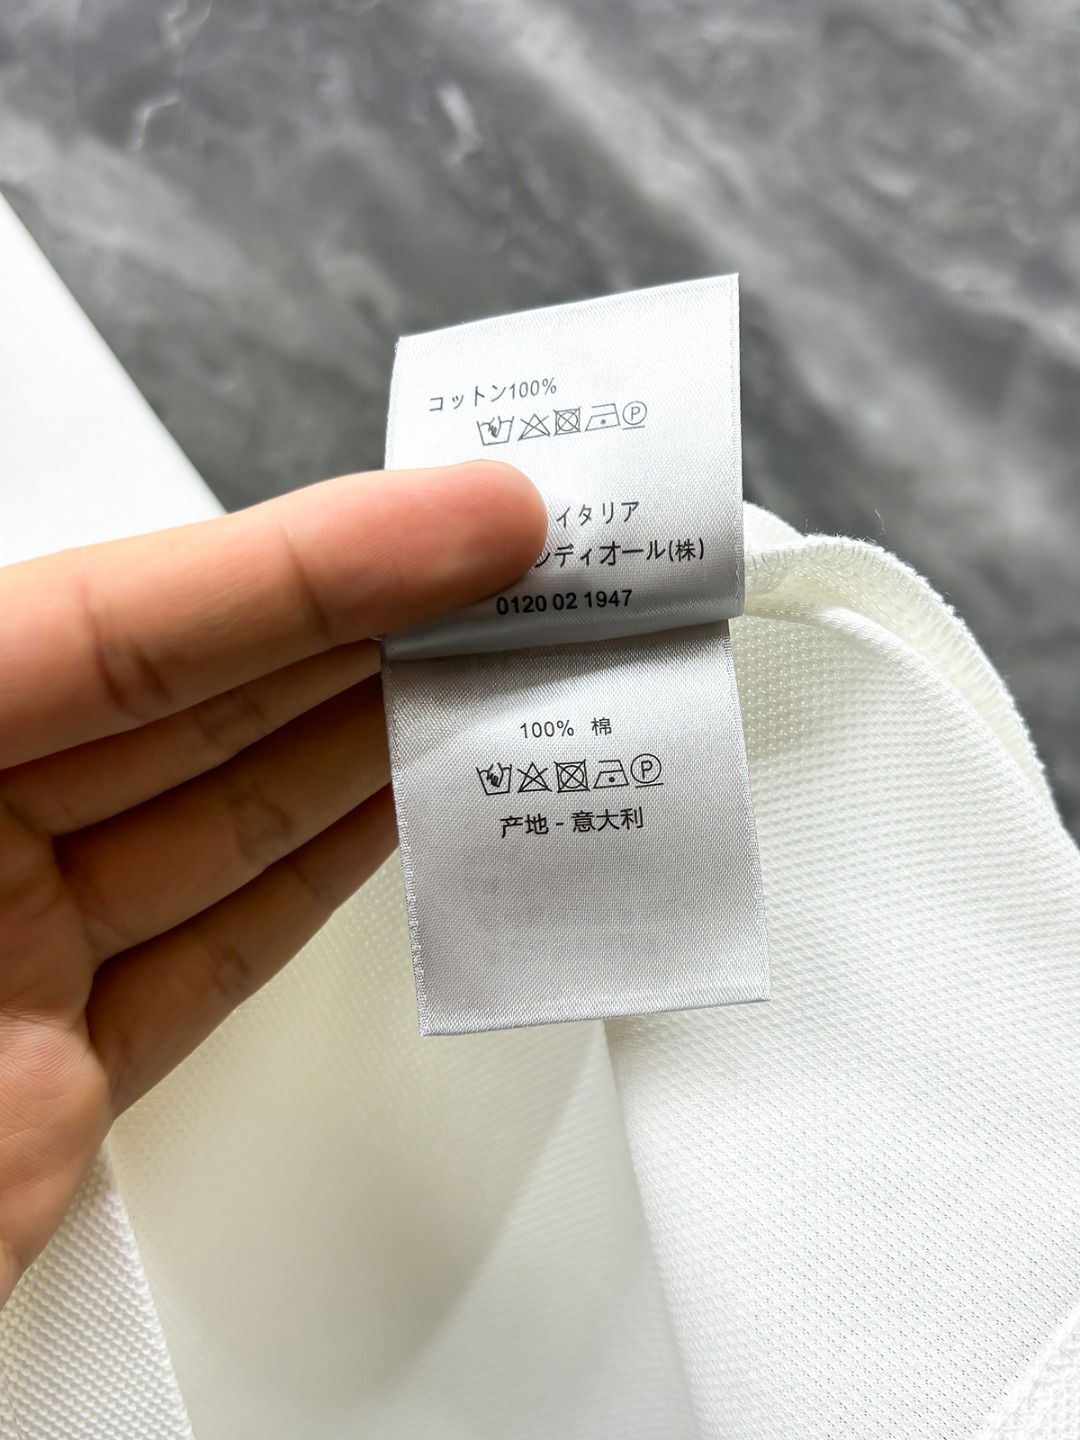 コットン100%
P
イタリア
ディオール(株)
0120 02 1947
100% 棉
P
产地 - 意大利